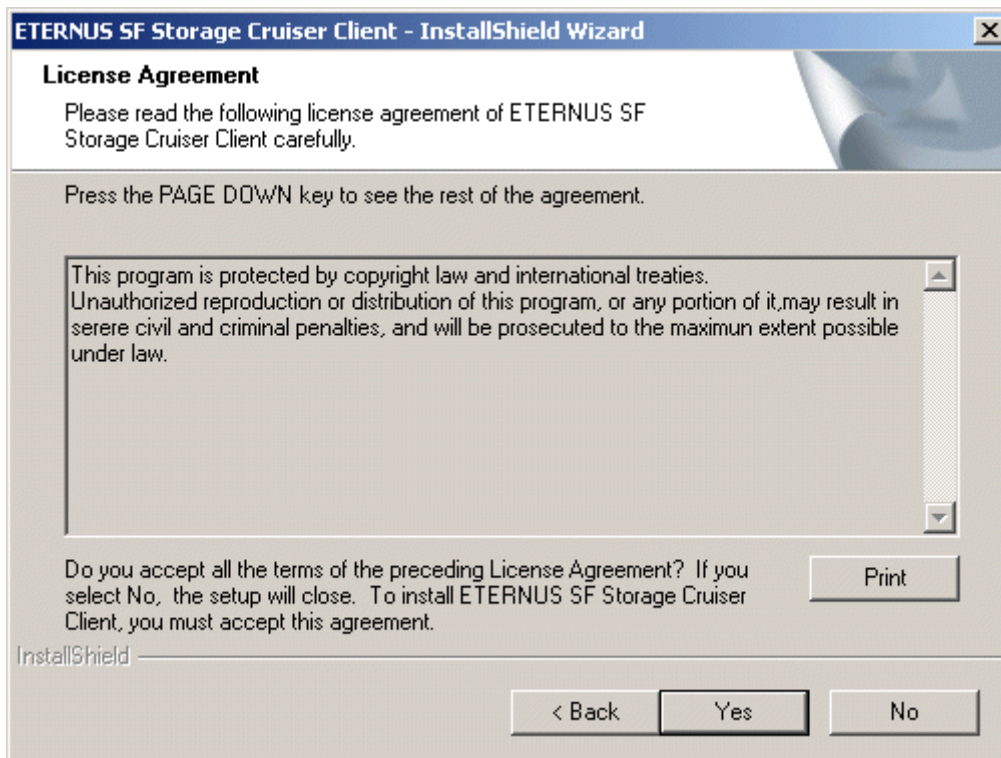 ETERNUS SF Storage Cruiser Client - InstallShield Wizard
License Agreement
Please read the following license agreement of ETERNUS SF
Storage Cruiser Client carefully.
Press the PAGE DOWN key to see the rest of the agreement.
This program is protected by copyright law and international treaties.
Unauthorized reproduction or distribution of this program, or any portion of it,may result in
serere civil and criminal penalties, and will be prosecuted to the maximun extent possible
under law.
Do you accept all the terms of the preceding License Agreement?  If you
select No,  the setup will close.  To install ETERNUS SF Storage Cruiser
Client, you must accept this agreement.
Print
InstallShield
< Back
Yes
No